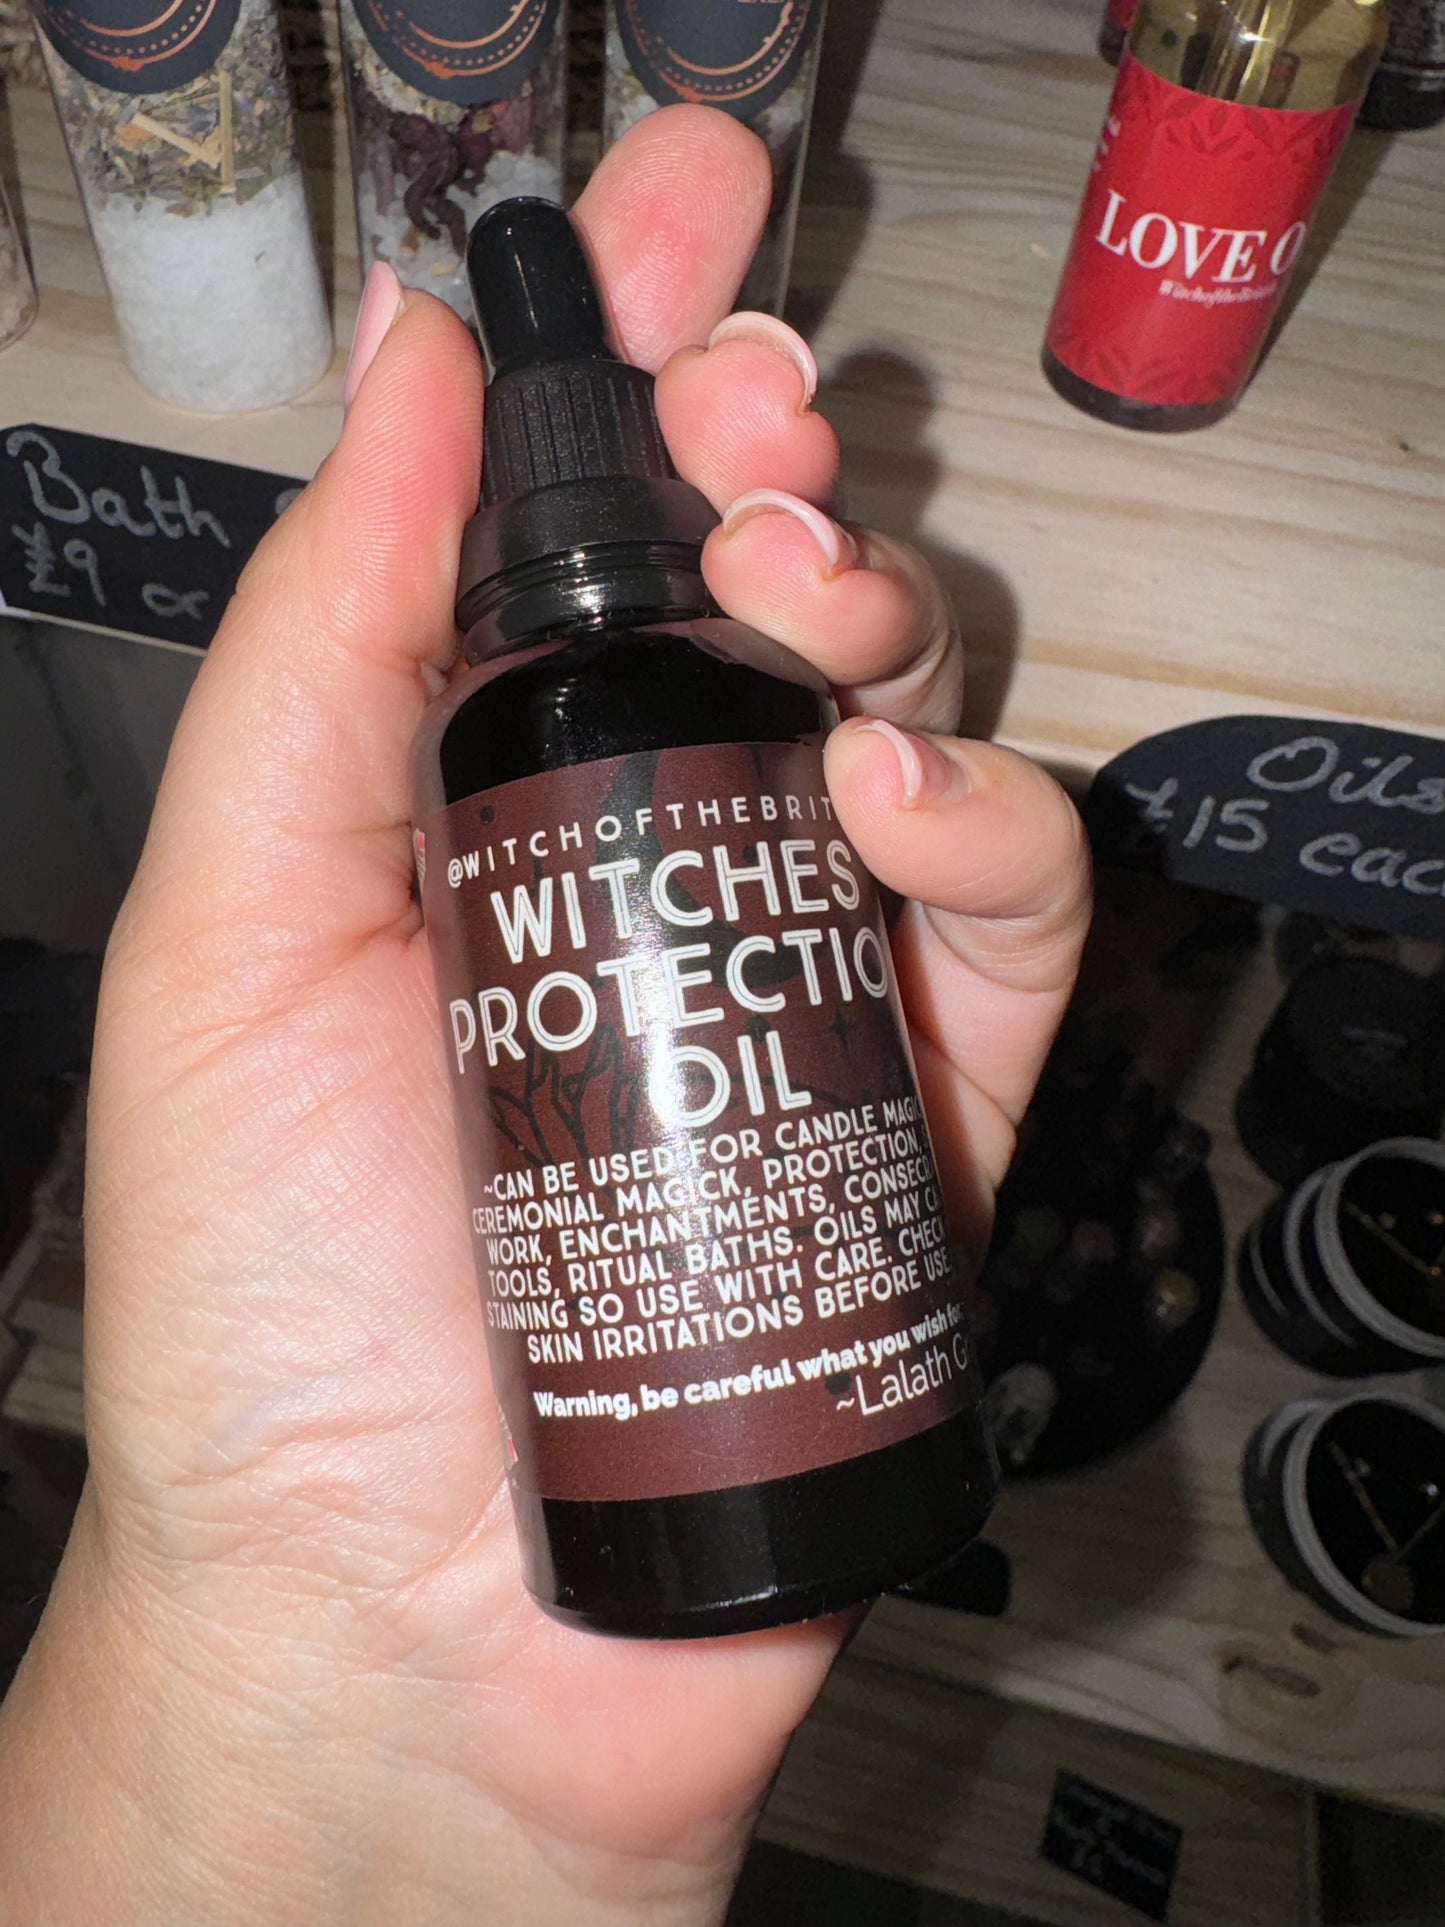 LOVE O
WitchoftheBrit
Bath
£9 or
Oils
£15 eac
@WITCHOFTHEBRIT
WITCHES
PROTECTIO
OIL
~CAN BE USED FOR CANDLE MAGIC
CEREMONIAL MAGICK, PROTECTION,
WORK, ENCHANTMENTS, CONSECR
TOOLS, RITUAL BATHS. OILS MAY CA
STAINING SO USE WITH CARE. CHECK
SKIN IRRITATIONS BEFORE USE.
Warning, be careful what you wish for
~Lalath G